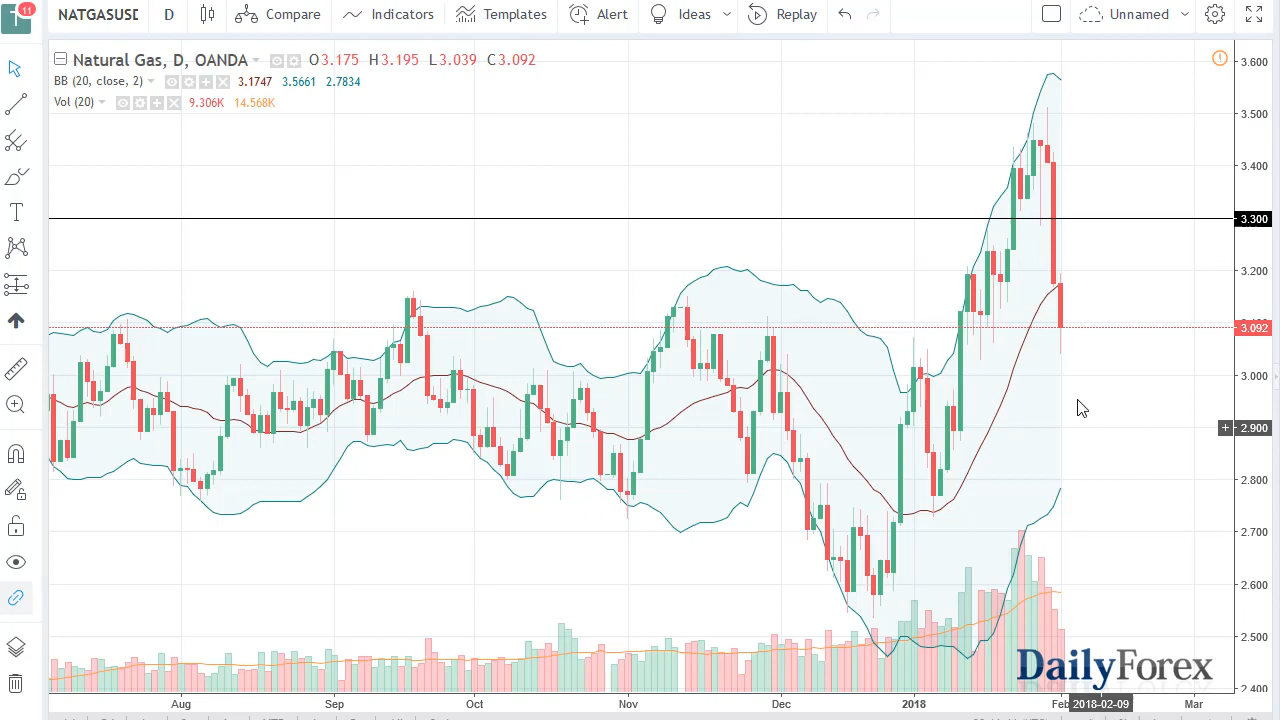 11
T
NATGASUSD
D
Compare
Indicators
Templates
Alert
Ideas
Replay
Unnamed
Natural Gas, D, OANDA O3.175 H3.195 L3.039 C3.092
BB (20, close, 2) 3.1747 3.5661 2.7834
Vol (20) 9.306K 14.568K
3.600
3.500
3.400
3.300
3.200
3.092
3.000
2.900
2.800
2.700
2.600
2.500
2.400
DailyForex
Aug Sep Oct Nov Dec 2018 Feb 2018-02-09 Mar